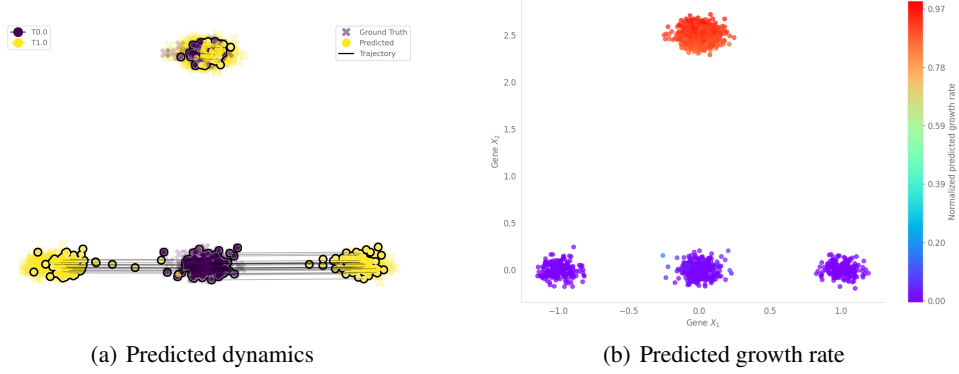 T0.0
T1.0
Ground Truth
Predicted
Trajectory
(a) Predicted dynamics
2.5
2.0
1.5
1.0
0.5
0.0
Gene X₂
−1.0
−0.5
0.0
0.5
1.0
Gene X₁
0.97
0.78
0.59
0.39
0.20
0.00
Normalized predicted growth rate
(b) Predicted growth rate